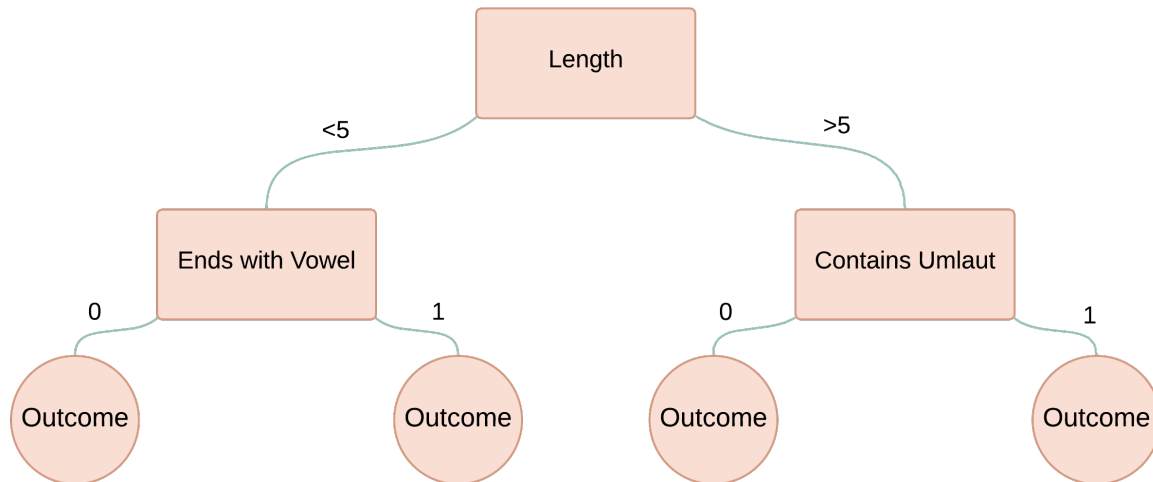 Length
<5
>5
Ends with Vowel
Contains Umlaut
0
1
0
1
Outcome
Outcome
Outcome
Outcome